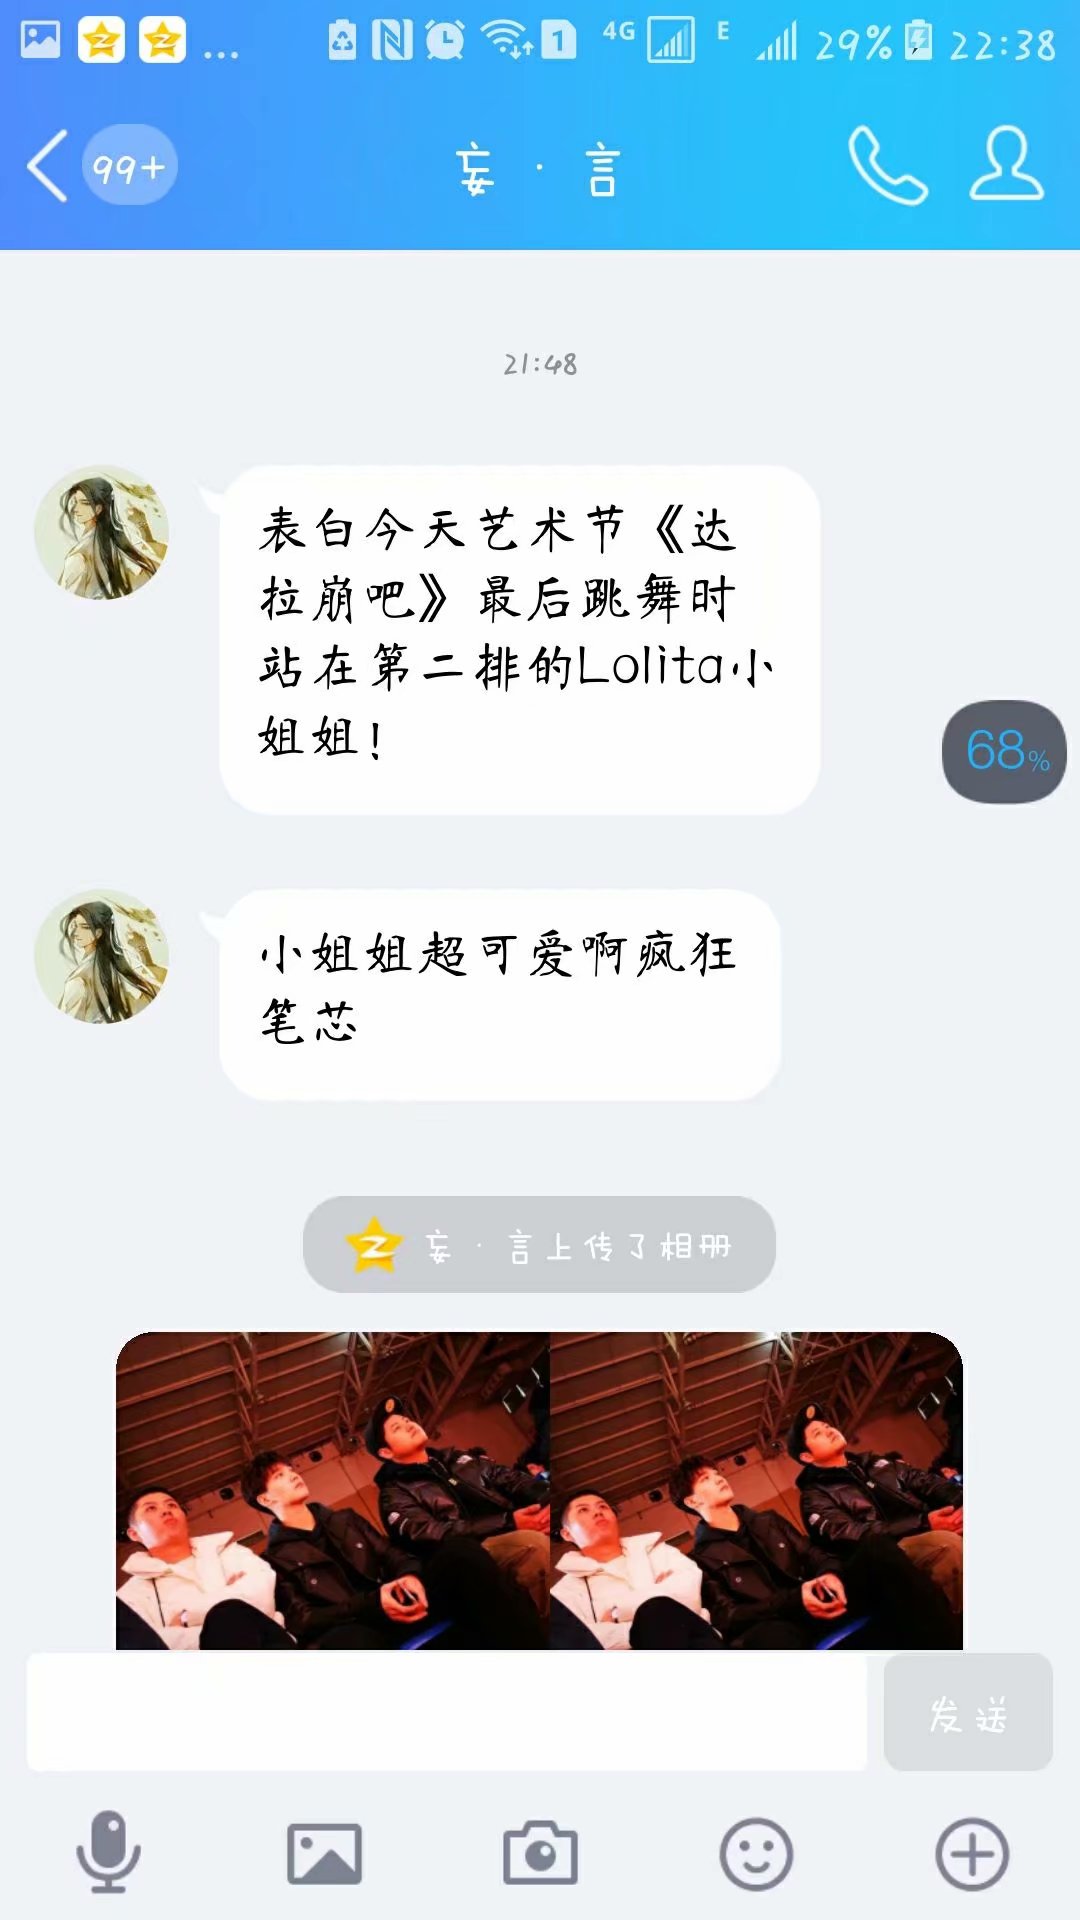 ... 1 4G E 29% 22:38
99+ 妄·言
21:48
表白今天艺术节《达
拉崩吧》最后跳舞时
站在第二排的Lolita小
姐姐!
68%
小姐姐超可爱啊疯狂
笔芯
妄·言上传了相册
发送